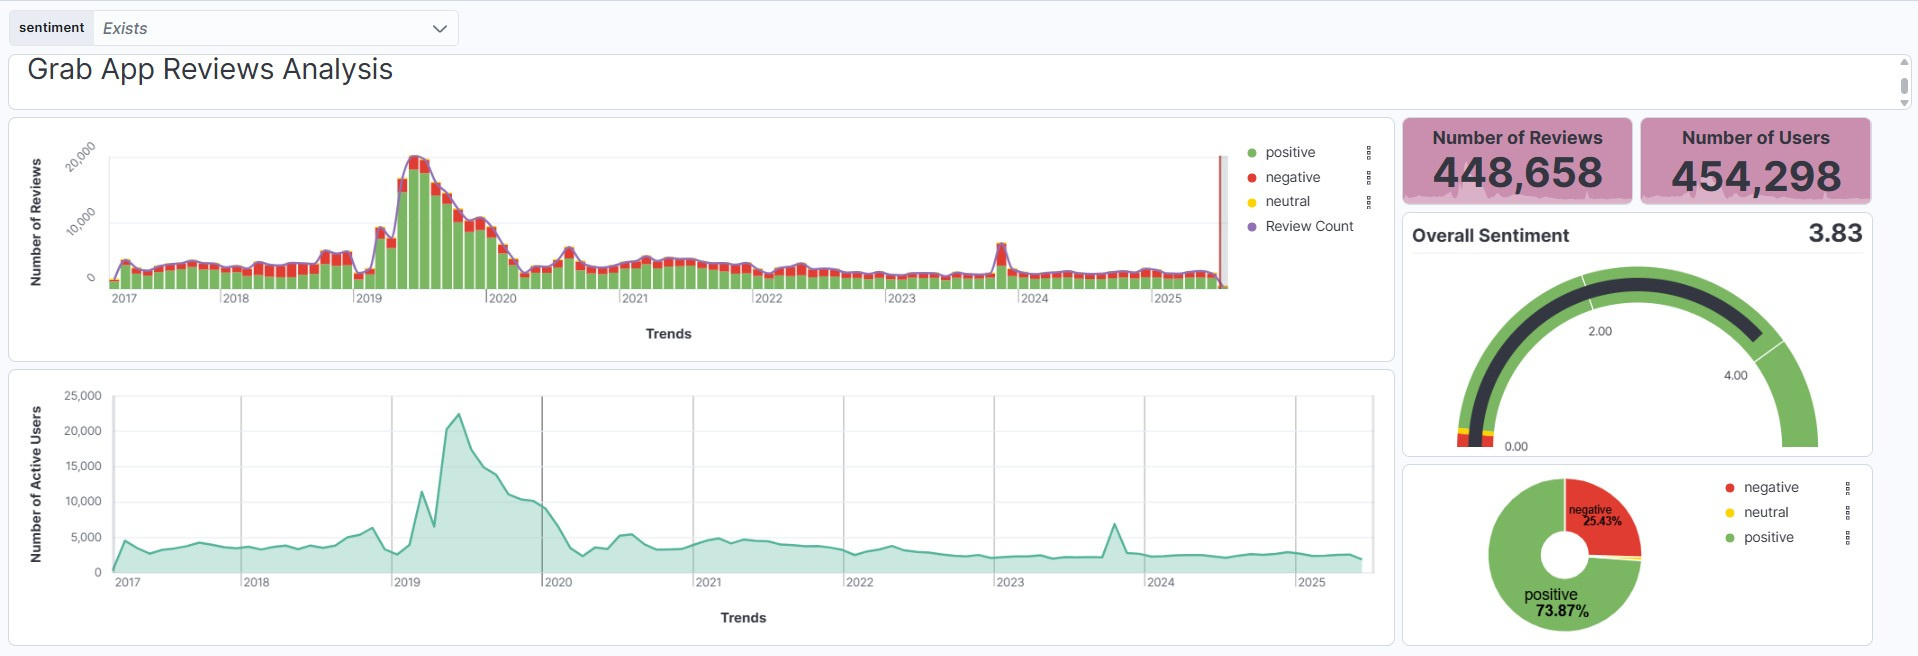 sentiment Exists
Grab App Reviews Analysis
Number of Reviews
20,000
10,000
0
2017 2018 2019 2020 2021 2022 2023 2024 2025
Trends
positive
negative
neutral
Review Count
Number of Reviews
448,658
Number of Users
454,298
Overall Sentiment 3.83
2.00
4.00
0.00
Number of Active Users
25,000
20,000
15,000
10,000
5,000
0
2017 2018 2019 2020 2021 2022 2023 2024 2025
Trends
negative
25.43%
positive
73.87%
negative
neutral
positive